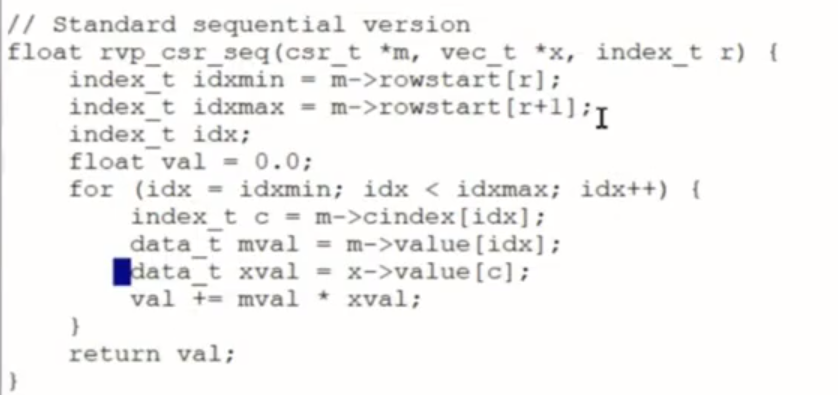 // Standard sequential version
float rvp_csr_seq(csr_t *m, vec_t *x, index_t r) {
    index_t idxmin = m->rowstart[r];
    index_t idxmax = m->rowstart[r+1];
    index_t idx;
    float val = 0.0;
    for (idx = idxmin; idx < idxmax; idx++) {
        index_t c = m->cindex[idx];
        data_t mval = m->value[idx];
        data_t xval = x->value[c];
        val += mval * xval;
    }
    return val;
}